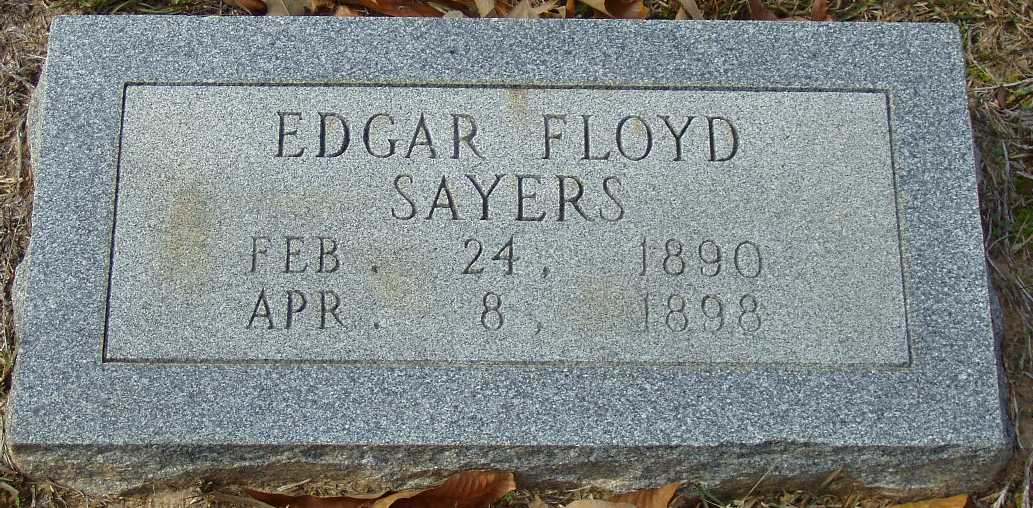 EDGAR FLOYD
SAYERS
FEB. 24, 1890
APR. 8, 1898